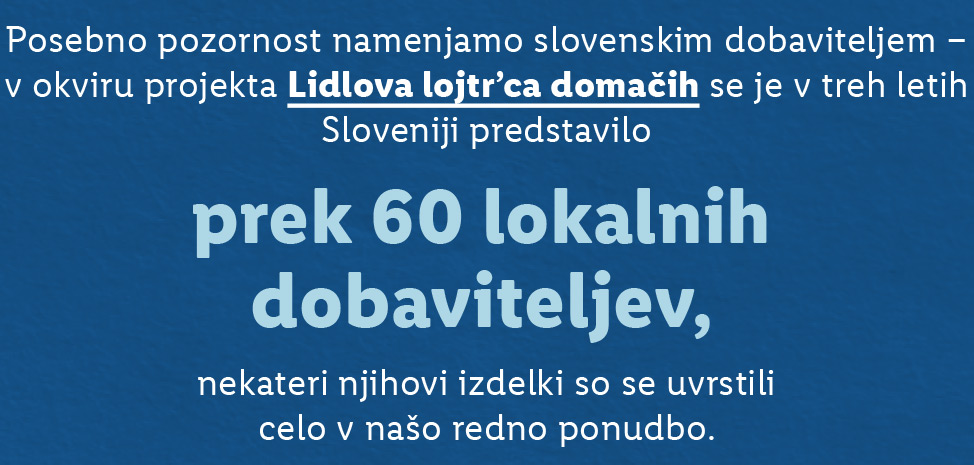 Posebno pozornost namenjamo slovenskim dobaviteljem –
v okviru projekta Lidlova lojtr’ca domačih se je v treh letih
Sloveniji predstavilo
prek 60 lokalnih
dobaviteljev,
nekateri njihovi izdelki so se uvrstili
celo v našo redno ponudbo.